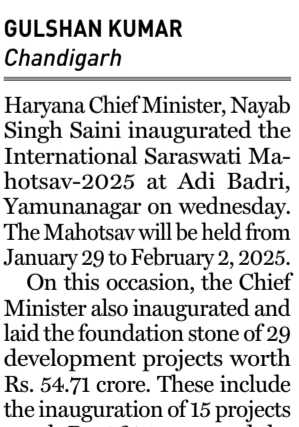 GULSHAN KUMAR
Chandigarh
Haryana Chief Minister, Nayab
Singh Saini inaugurated the
International Saraswati Ma-
hotsav-2025 at Adi Badri,
Yamunanagar on wednesday.
The Mahotsav will be held from
January 29 to February 2, 2025.
On this occasion, the Chief
Minister also inaugurated and
laid the foundation stone of 29
development projects worth
Rs. 54.71 crore. These include
the inauguration of 15 projects